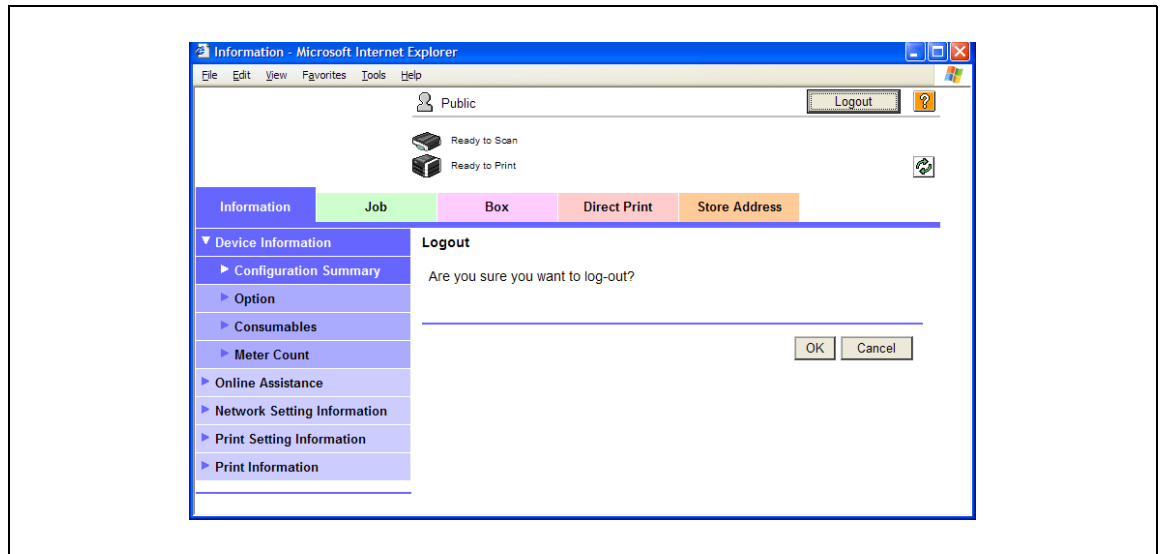 Information - Microsoft Internet Explorer
File Edit View Favorites Tools Help
Public
Logout
?
Ready to Scan
Ready to Print
Information Job Box Direct Print Store Address
Device Information
Configuration Summary
Option
Consumables
Meter Count
Online Assistance
Network Setting Information
Print Setting Information
Print Information
Logout
Are you sure you want to log-out?
OK Cancel